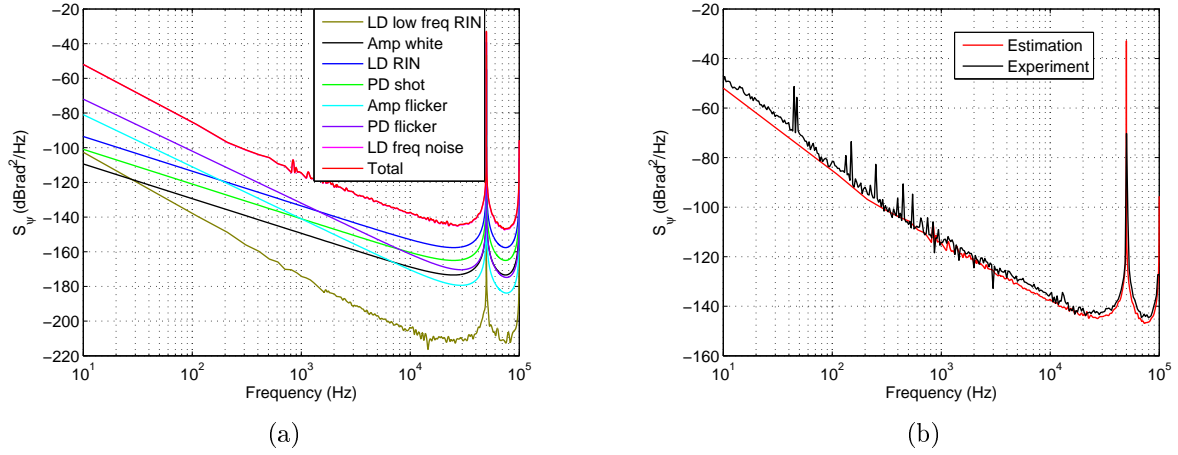 −20
−40
−60
−80
−100
−120
−140
−160
−180
−200
−220
S_ψ (dBrad²/Hz)
10¹ 10² 10³ 10⁴ 10⁵
Frequency (Hz)
LD low freq RIN
Amp white
LD RIN
PD shot
Amp flicker
PD flicker
LD freq noise
Total
(a)
−20
−40
−60
−80
−100
−120
−140
−160
S_ψ (dBrad²/Hz)
10¹ 10² 10³ 10⁴ 10⁵
Frequency (Hz)
Estimation
Experiment
(b)